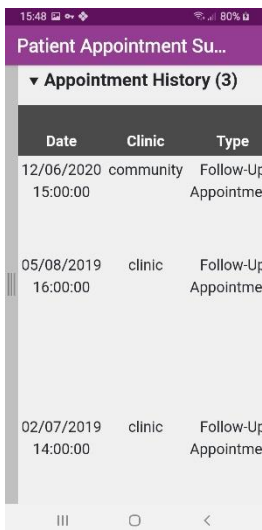 15:48 80%
Patient Appointment Su...
▾ Appointment History (3)
Date Clinic Type
12/06/2020 community Follow-Up
15:00:00 Appointme
05/08/2019 clinic Follow-Up
16:00:00 Appointme
02/07/2019 clinic Follow-Up
14:00:00 Appointme